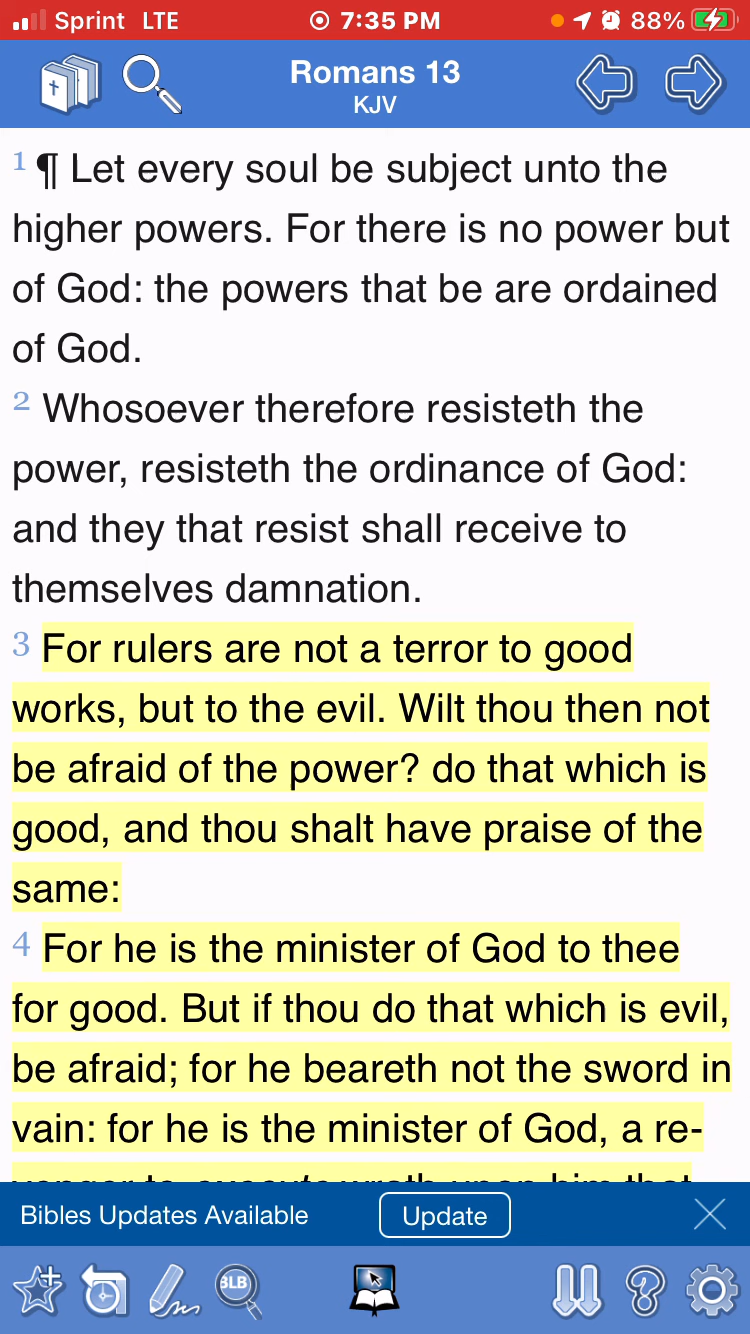 Sprint LTE 7:35 PM 88%
Romans 13
KJV
1 ¶ Let every soul be subject unto the
higher powers. For there is no power but
of God: the powers that be are ordained
of God.
2 Whosoever therefore resisteth the
power, resisteth the ordinance of God:
and they that resist shall receive to
themselves damnation.
3 For rulers are not a terror to good
works, but to the evil. Wilt thou then not
be afraid of the power? do that which is
good, and thou shalt have praise of the
same:
4 For he is the minister of God to thee
for good. But if thou do that which is evil,
be afraid; for he beareth not the sword in
vain: for he is the minister of God, a re-
venger to execute wrath upon him that
Bibles Updates Available Update
BLB